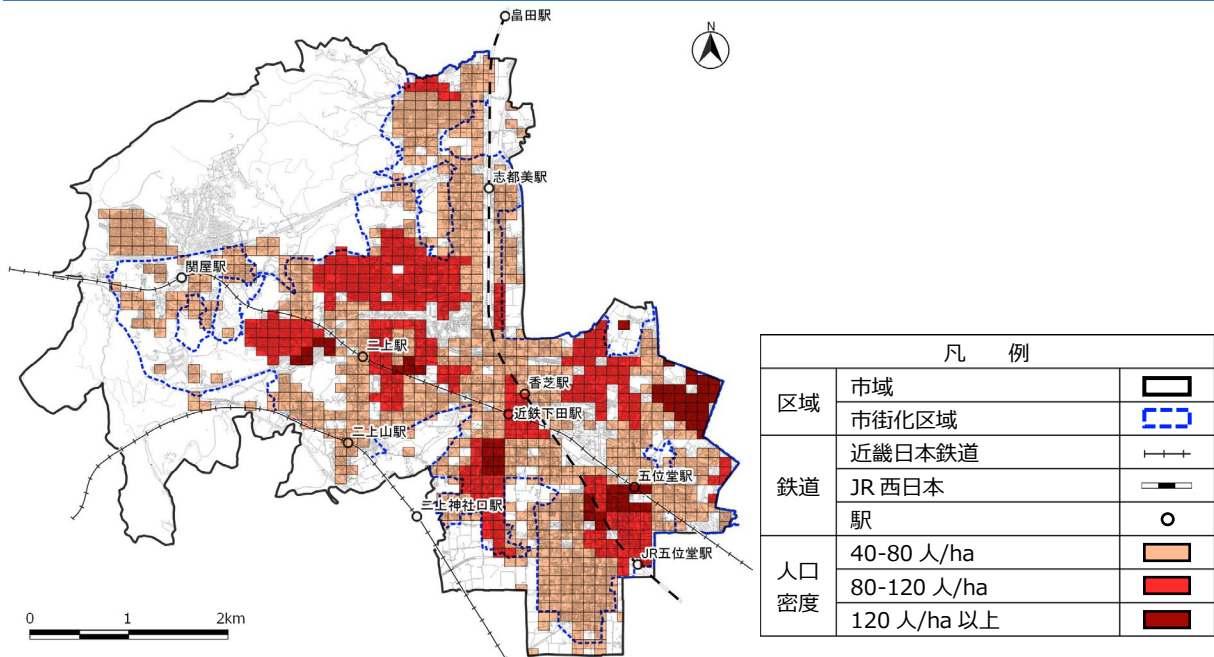 畠田駅
N
志都美駅
関屋駅
二上駅
香芝駅
近鉄下田駅
二上山駅
五位堂駅
二上神社口駅
JR五位堂駅
0 1 2km
凡 例
区域
市域
市街化区域
鉄道
近畿日本鉄道
JR 西日本
駅
人口
密度
40-80 人/ha
80-120 人/ha
120 人/ha 以上